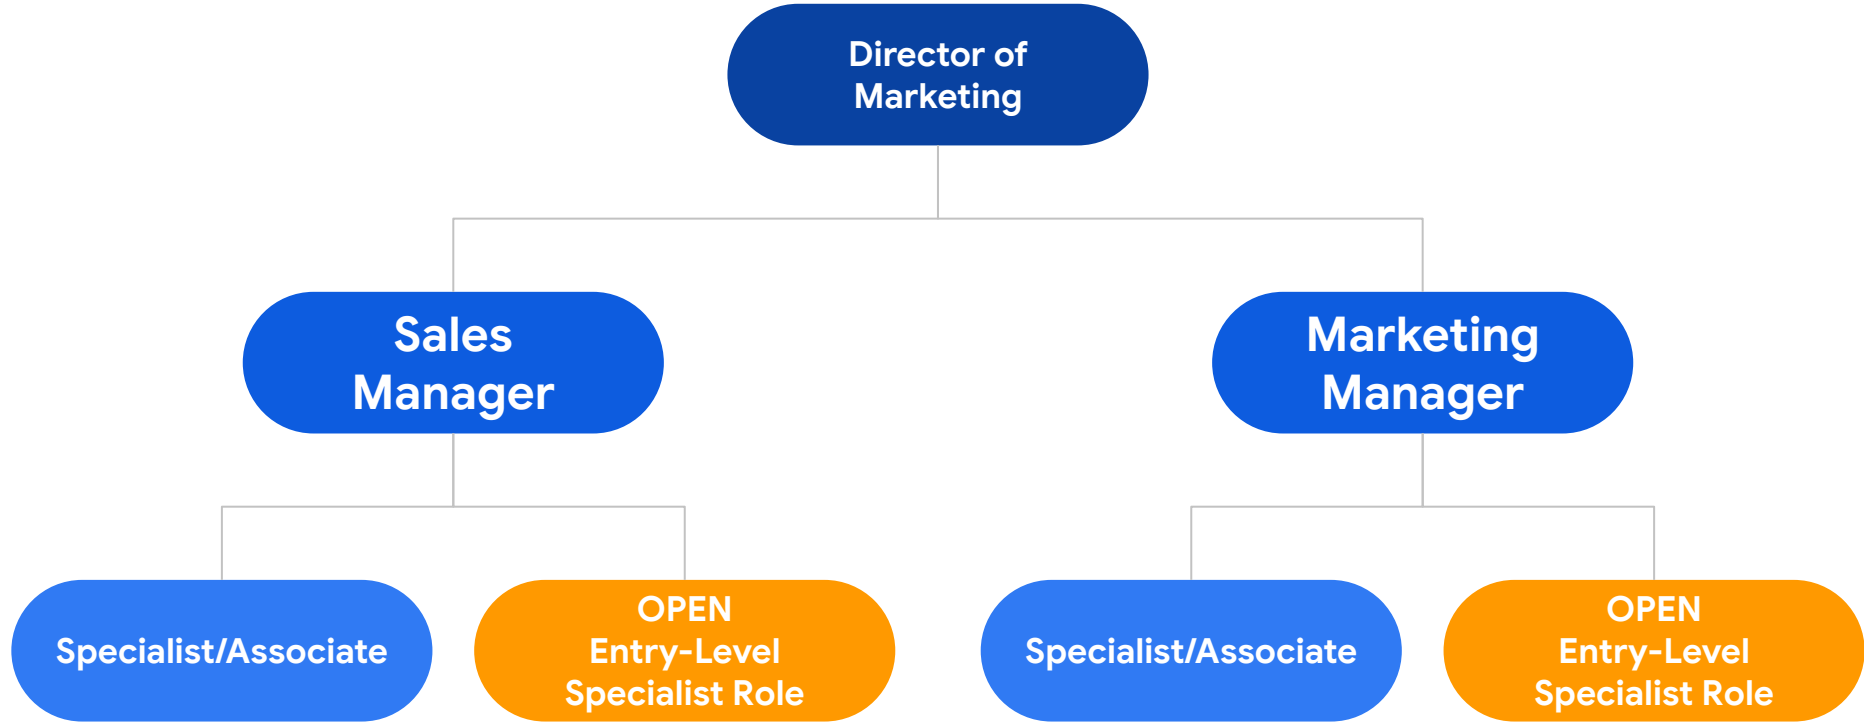 Director of
Marketing
Sales
Manager
Marketing
Manager
Specialist/Associate
OPEN
Entry-Level
Specialist Role
Specialist/Associate
OPEN
Entry-Level
Specialist Role